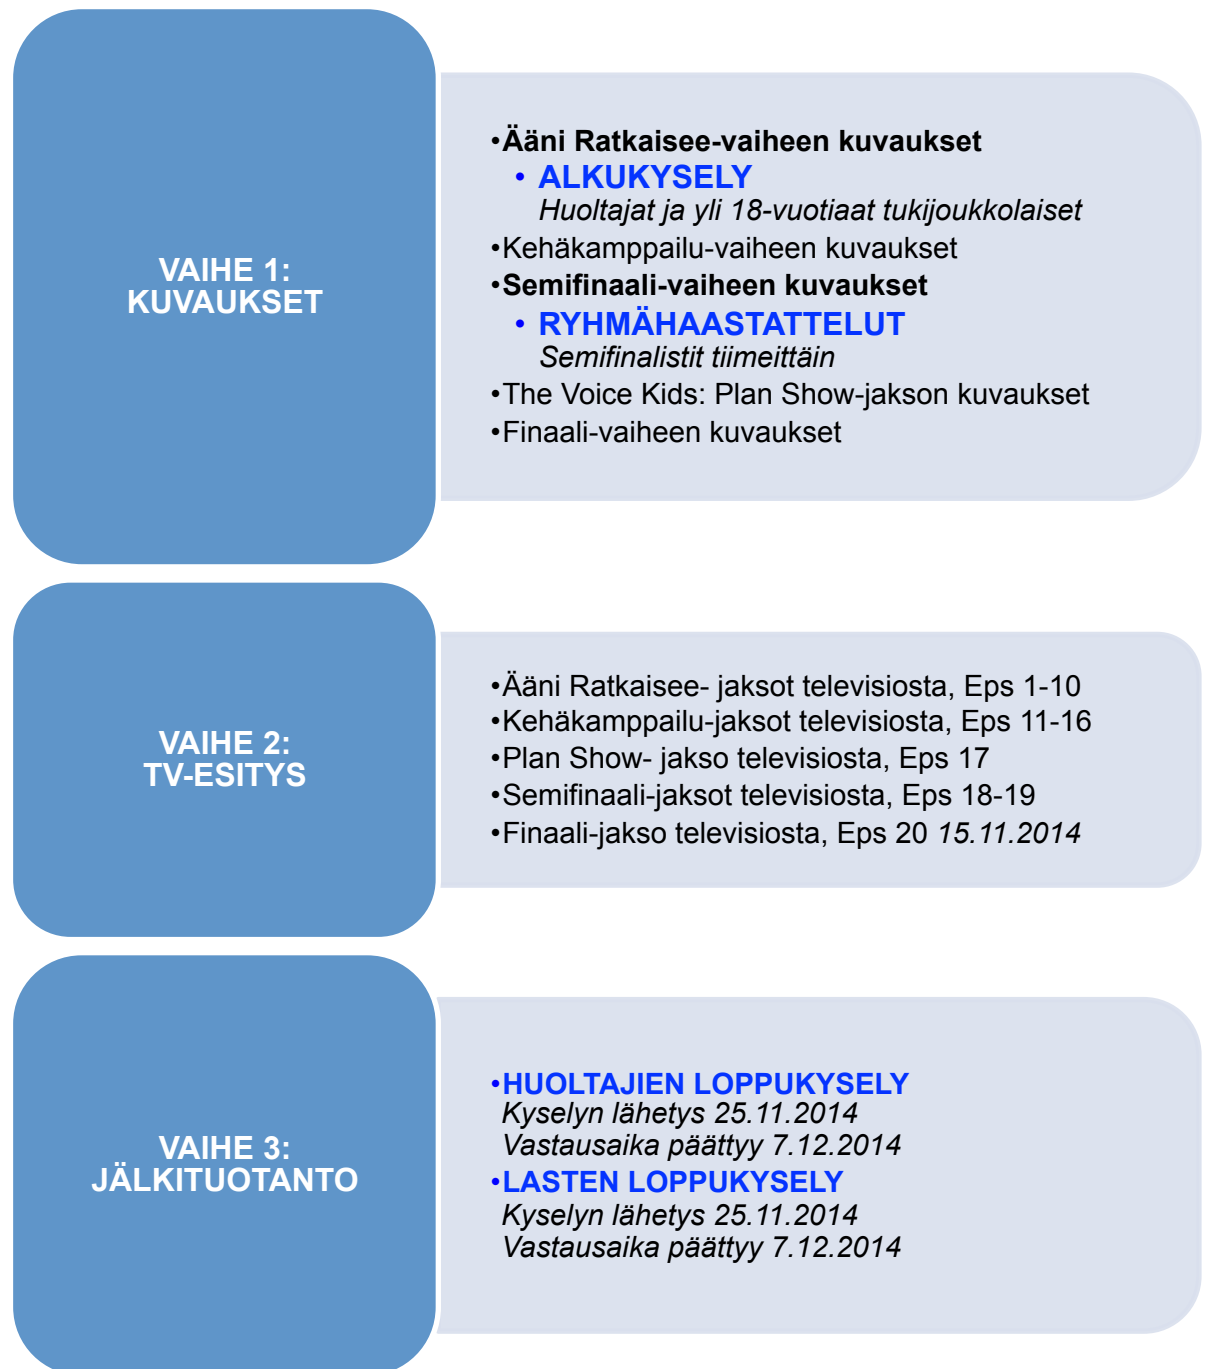 VAIHE 1:
KUVAUKSET
•Ääni Ratkaisee-vaiheen kuvaukset
• ALKUKYSELY
Huoltajat ja yli 18-vuotiaat tukijoukkolaiset
•Kehäkamppailu-vaiheen kuvaukset
•Semifinaali-vaiheen kuvaukset
• RYHMÄHAASTATTELUT
Semifinalistit tiimeittäin
•The Voice Kids: Plan Show-jakson kuvaukset
•Finaali-vaiheen kuvaukset
VAIHE 2:
TV-ESITYS
•Ääni Ratkaisee- jaksot televisiosta, Eps 1-10
•Kehäkamppailu-jaksot televisiosta, Eps 11-16
•Plan Show- jakso televisiosta, Eps 17
•Semifinaali-jaksot televisiosta, Eps 18-19
•Finaali-jakso televisiosta, Eps 20 15.11.2014
VAIHE 3:
JÄLKITUOTANTO
•HUOLTAJIEN LOPPUKYSELY
Kyselyn lähetys 25.11.2014
Vastausaika päättyy 7.12.2014
•LASTEN LOPPUKYSELY
Kyselyn lähetys 25.11.2014
Vastausaika päättyy 7.12.2014